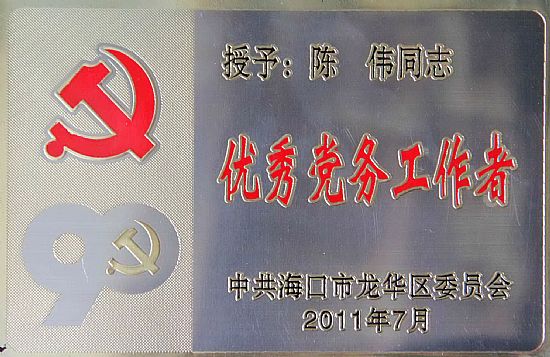 授予：陈　伟同志
优秀党务工作者
90
中共海口市龙华区委员会
2011年7月